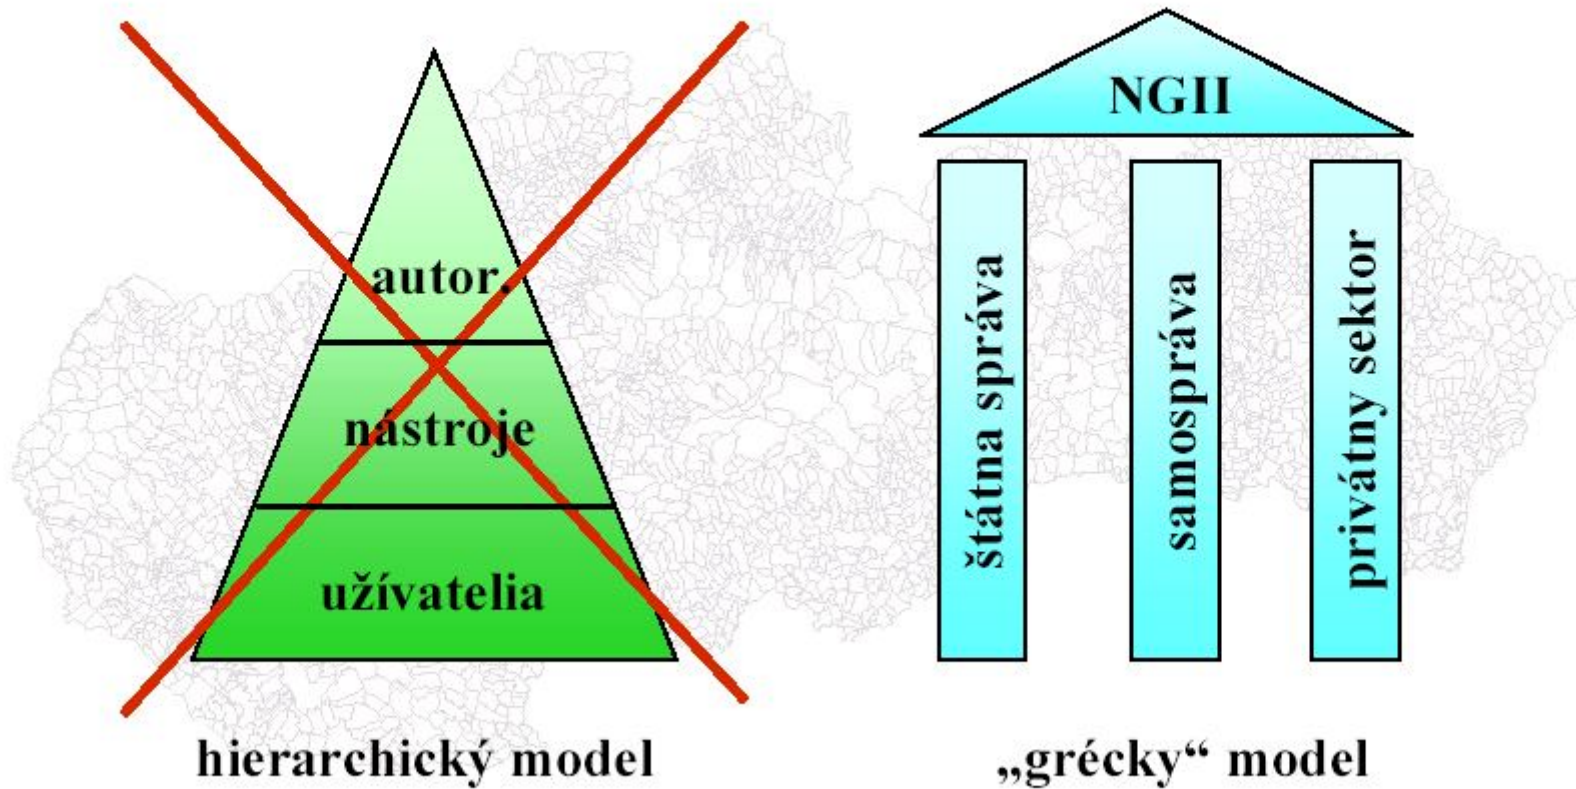 autor.
nástroje
užívatelia
hierarchický model
NGII
štátna správa
samospráva
privátny sektor
„grécky“ model